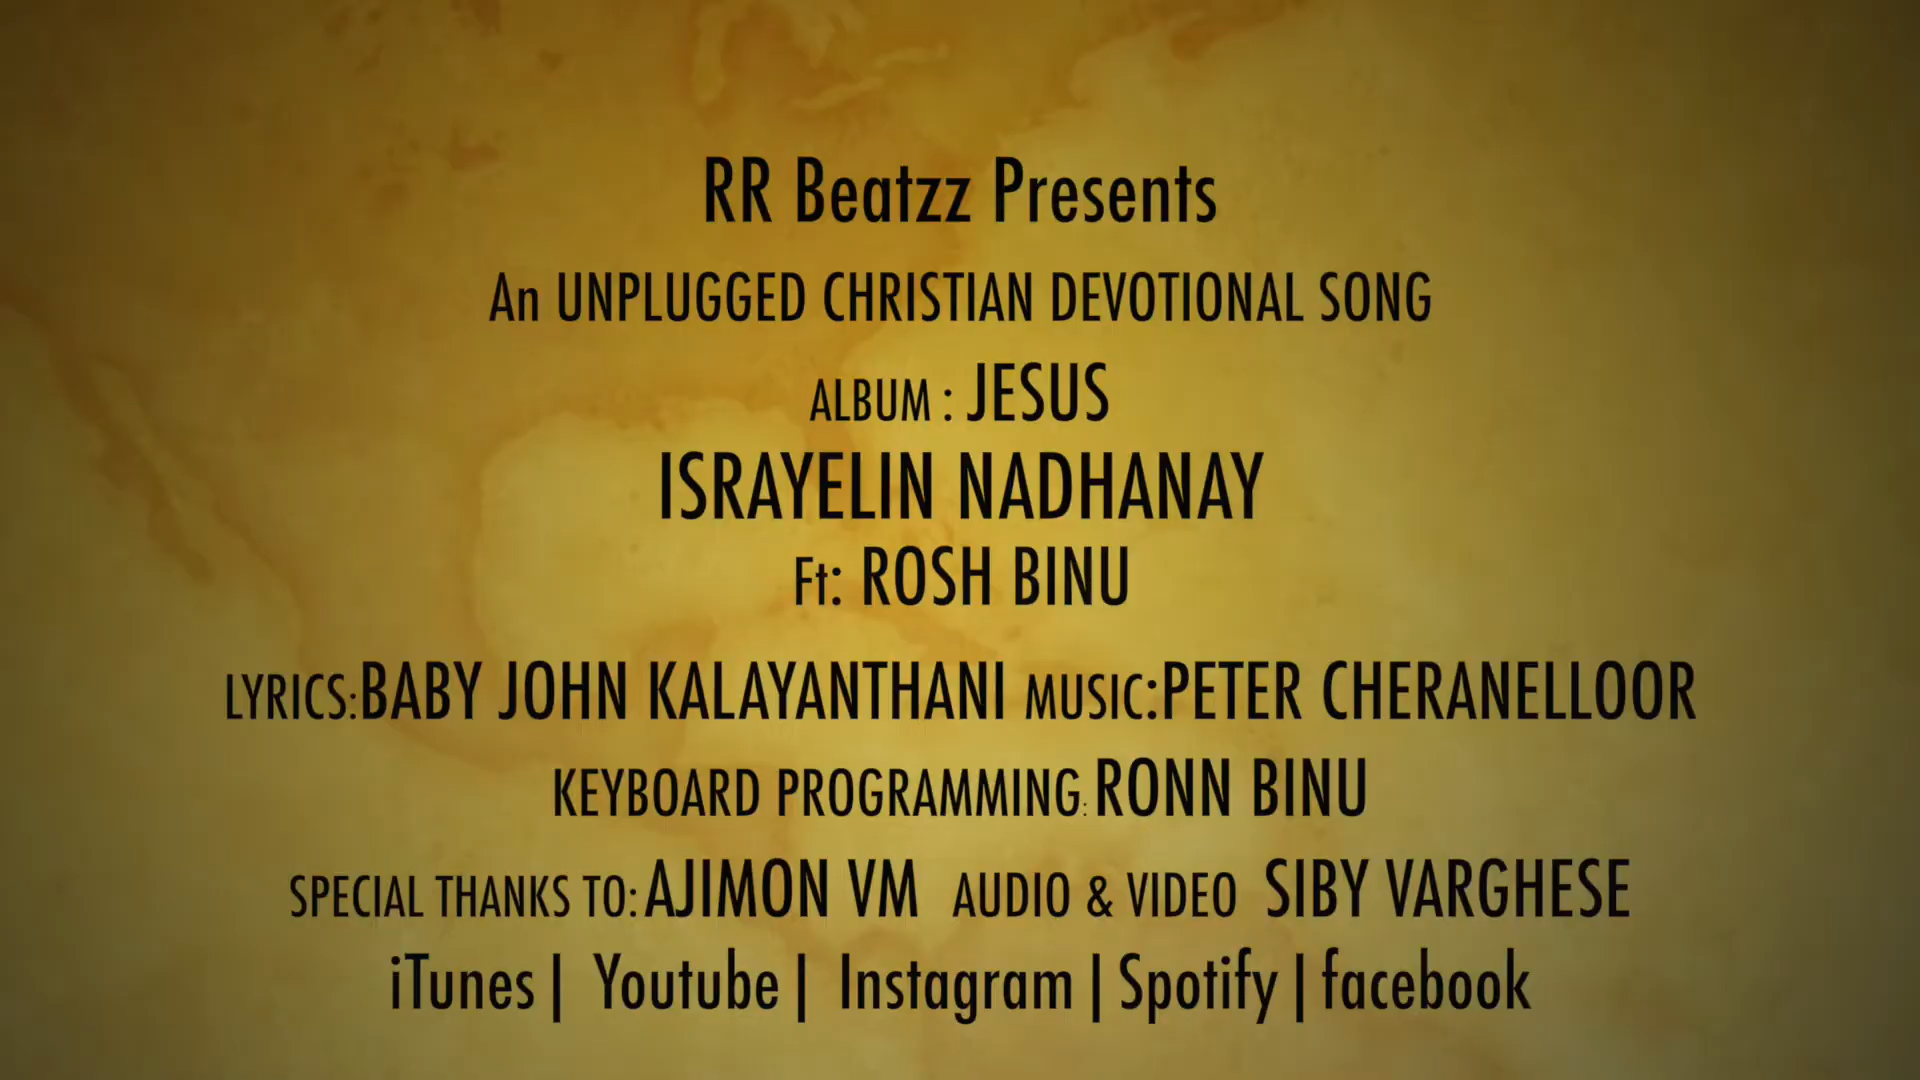 RR Beatzz Presents
An UNPLUGGED CHRISTIAN DEVOTIONAL SONG
ALBUM : JESUS
ISRAYELIN NADHANAY
Ft: ROSH BINU
LYRICS:BABY JOHN KALAYANTHANI MUSIC:PETER CHERANELLOOR
KEYBOARD PROGRAMMING: RONN BINU
SPECIAL THANKS TO: AJIMON VM AUDIO & VIDEO SIBY VARGHESE
iTunes | Youtube | Instagram | Spotify | facebook